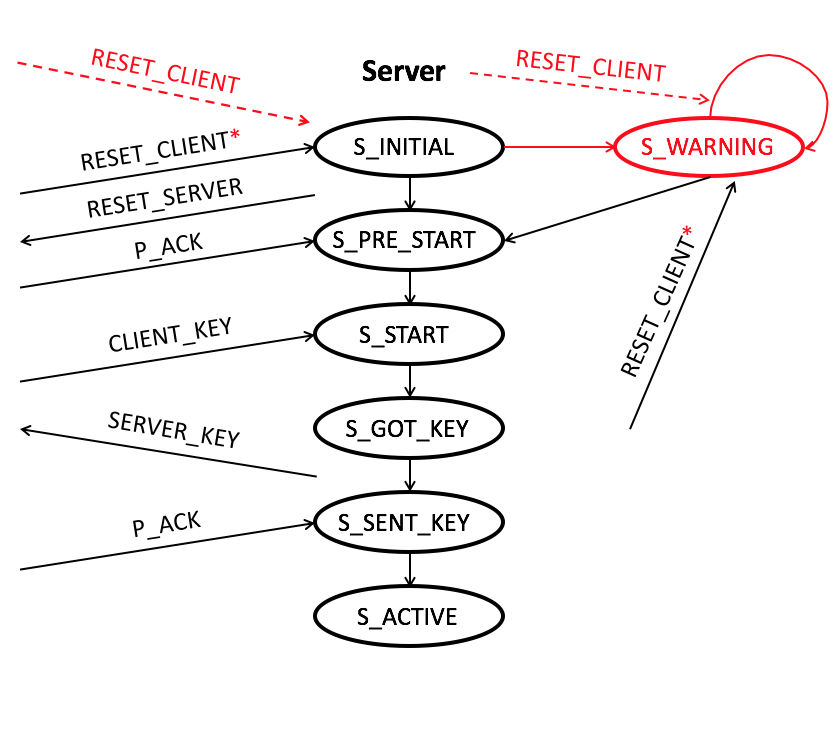 RESET_CLIENT
Server
RESET_CLIENT
RESET_CLIENT*
S_INITIAL
S_WARNING
RESET_SERVER
P_ACK
S_PRE_START
RESET_CLIENT*
CLIENT_KEY
S_START
SERVER_KEY
S_GOT_KEY
P_ACK
S_SENT_KEY
S_ACTIVE